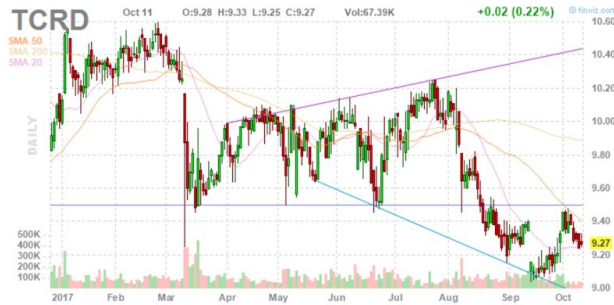 TCRD Oct 11 O:9.28 H:9.33 L:9.25 C:9.27 Vol:67.39K +0.02 (0.22%) © finviz.com
10.60
SMA 50
SMA 200
SMA 20
10.40
10.20
10.00
DAILY
9.80
9.60
9.40
500K
400K
9.27
300K
9.20
200K
100K
9.00
2017 Feb Mar Apr May Jun Jul Aug Sep Oct